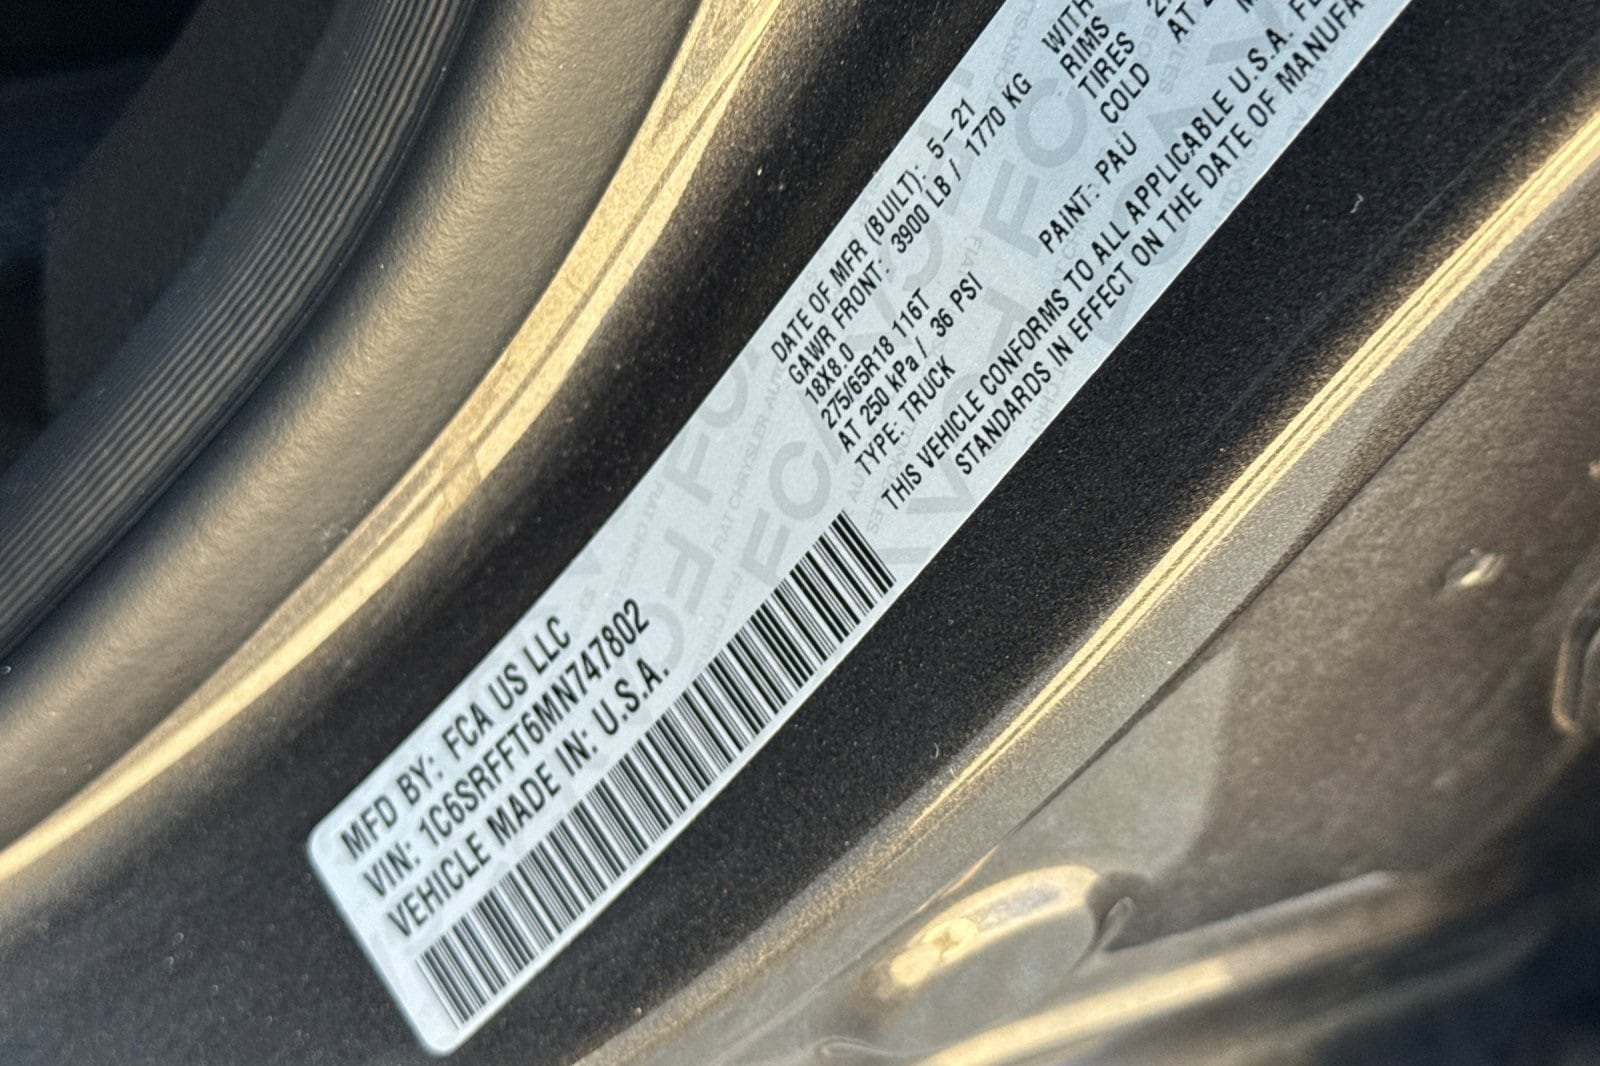 MFD BY: FCA US LLC
VIN: 1C6SRFFT6MN747802
VEHICLE MADE IN: U.S.A.
DATE OF MFR (BUILT): 5-21
GAWR FRONT: 3900 LB / 1770 KG
WITH
18X8.0
RIMS
275/65R18 116T
TIRES
AT 250 kPa / 36 PSI
COLD
AT
TYPE: TRUCK
PAINT: PAU
THIS VEHICLE CONFORMS TO ALL APPLICABLE U.S.A.
STANDARDS IN EFFECT ON THE DATE OF MANUFA